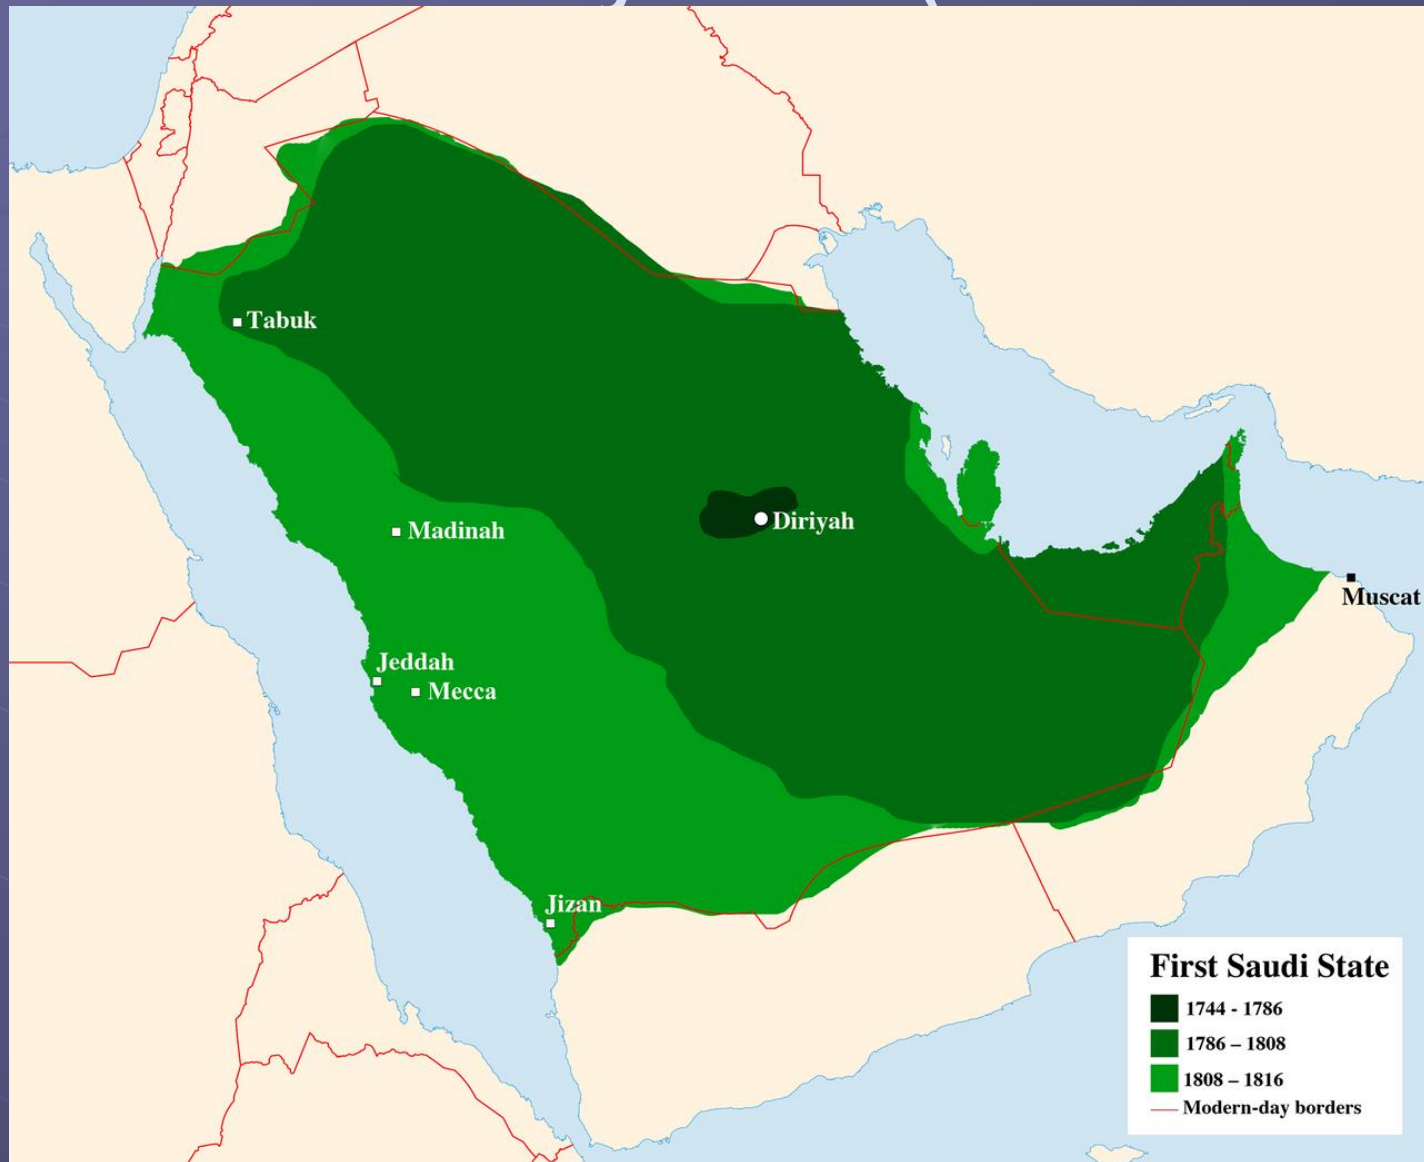 Tabuk
Diriyah
Madinah
Muscat
Jeddah
Mecca
Jizan
First Saudi State
1744 - 1786
1786 – 1808
1808 – 1816
Modern-day borders